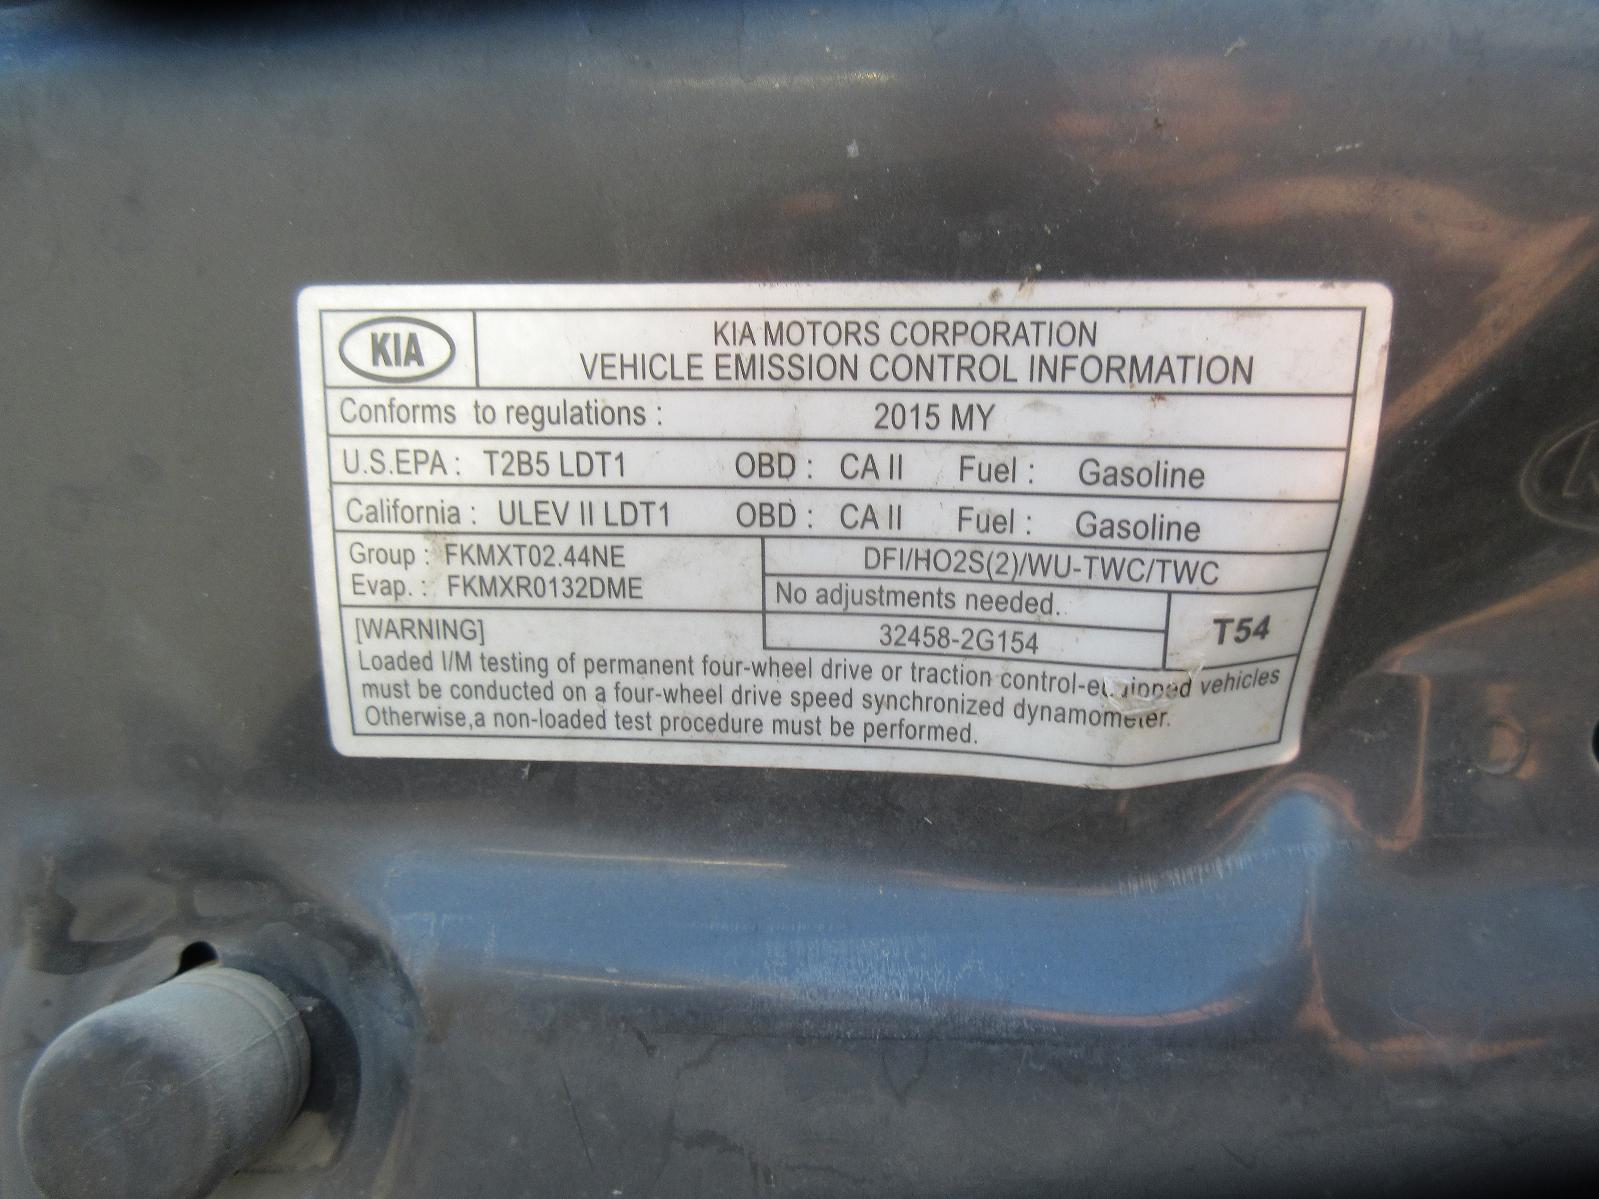 KIA
KIA MOTORS CORPORATION
VEHICLE EMISSION CONTROL INFORMATION
Conforms to regulations : 2015 MY
U.S.EPA : T2B5 LDT1 OBD : CA II Fuel : Gasoline
California : ULEV II LDT1 OBD : CA II Fuel : Gasoline
Group : FKMXT02.44NE
Evap. : FKMXR0132DME
DFI/HO2S(2)/WU-TWC/TWC
No adjustments needed.
32458-2G154
T54
[WARNING]
Loaded I/M testing of permanent four-wheel drive or traction control-equipped vehicles
must be conducted on a four-wheel drive speed synchronized dynamometer.
Otherwise,a non-loaded test procedure must be performed.